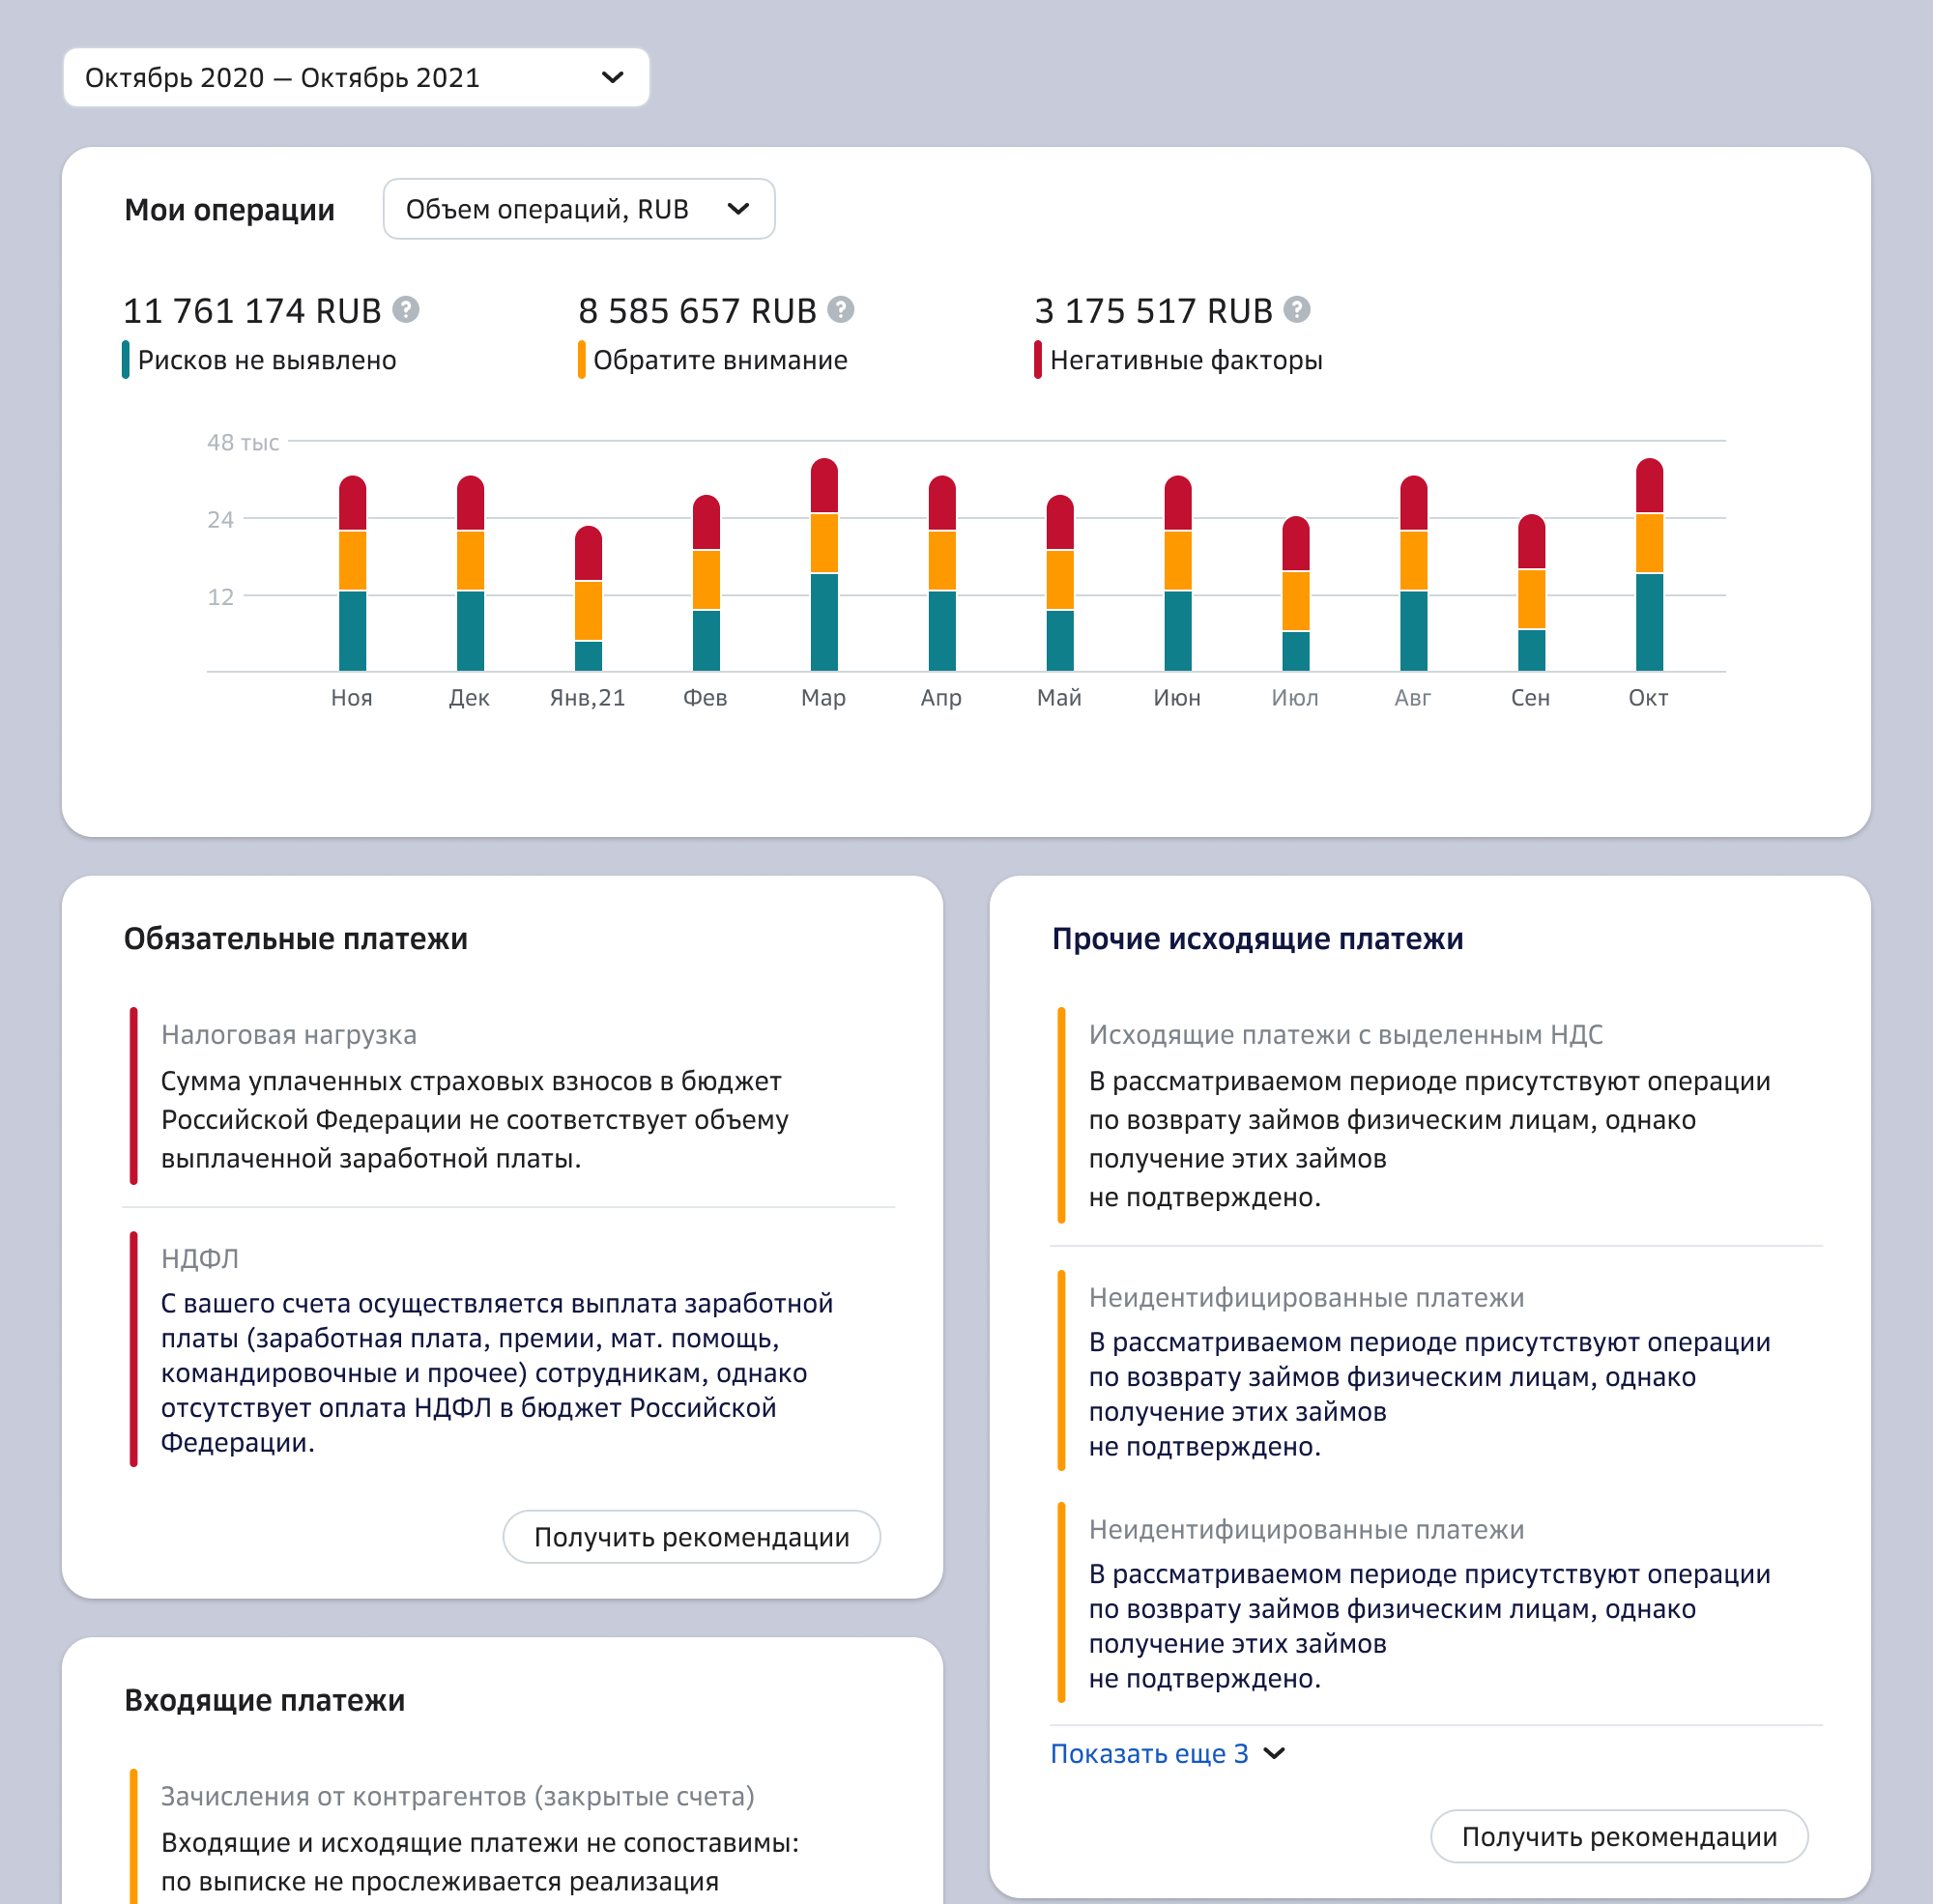 Октябрь 2020 — Октябрь 2021
Мои операции
Объем операций, RUB
11 761 174 RUB ?
8 585 657 RUB ?
3 175 517 RUB ?
Рисков не выявлено
Обратите внимание
Негативные факторы
48 тыс
24
12
Ноя Дек Янв,21 Фев Мар Апр Май Июн Июл Авг Сен Окт
Обязательные платежи
Налоговая нагрузка
Сумма уплаченных страховых взносов в бюджет
Российской Федерации не соответствует объему
выплаченной заработной платы.
НДФЛ
С вашего счета осуществляется выплата заработной
платы (заработная плата, премии, мат. помощь,
командировочные и прочее) сотрудникам, однако
отсутствует оплата НДФЛ в бюджет Российской
Федерации.
Получить рекомендации
Входящие платежи
Зачисления от контрагентов (закрытые счета)
Входящие и исходящие платежи не сопоставимы:
по выписке не прослеживается реализация
Прочие исходящие платежи
Исходящие платежи с выделенным НДС
В рассматриваемом периоде присутствуют операции
по возврату займов физическим лицам, однако
получение этих займов
не подтверждено.
Неидентифицированные платежи
В рассматриваемом периоде присутствуют операции
по возврату займов физическим лицам, однако
получение этих займов
не подтверждено.
Неидентифицированные платежи
В рассматриваемом периоде присутствуют операции
по возврату займов физическим лицам, однако
получение этих займов
не подтверждено.
Показать еще 3
Получить рекомендации